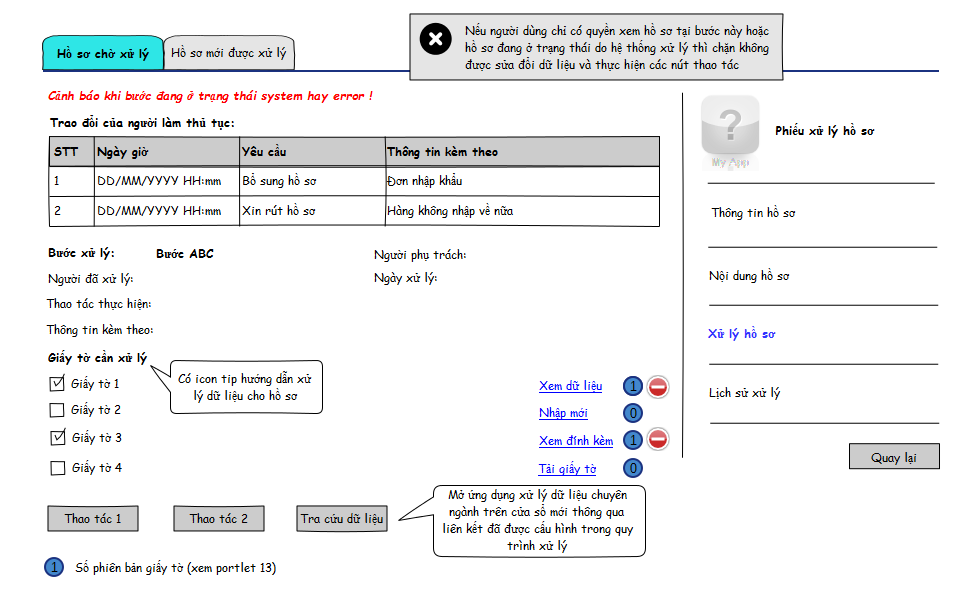 Nếu người dùng chỉ có quyền xem hồ sơ tại bước này hoặc
hồ sơ đang ở trạng thái do hệ thống xử lý thì chặn không
được sửa đổi dữ liệu và thực hiện các nút thao tác
Hồ sơ chờ xử lý
Hồ sơ mới được xử lý
Cảnh báo khi bước đang ở trạng thái system hay error !
Trao đổi của người làm thủ tục:
STT Ngày giờ Yêu cầu Thông tin kèm theo
1 DD/MM/YYYY HH:mm Bổ sung hồ sơ Đơn nhập khẩu
2 DD/MM/YYYY HH:mm Xin rút hồ sơ Hàng không nhập về nữa
Bước xử lý: Bước ABC Người phụ trách:
Người đã xử lý: Ngày xử lý:
Thao tác thực hiện:
Thông tin kèm theo:
Giấy tờ cần xử lý
Có icon tip hướng dẫn xử
lý dữ liệu cho hồ sơ
Giấy tờ 1 Xem dữ liệu 1
Giấy tờ 2 Nhập mới 0
Giấy tờ 3 Xem đính kèm 1
Giấy tờ 4 Tải giấy tờ 0
Thao tác 1 Thao tác 2 Tra cứu dữ liệu
Mở ứng dụng xử lý dữ liệu chuyên
ngành trên cửa sổ mới thông qua
liên kết đã được cấu hình trong quy
trình xử lý
1 Số phiên bản giấy tờ (xem portlet 13)
?
My App
Phiếu xử lý hồ sơ
Thông tin hồ sơ
Nội dung hồ sơ
Xử lý hồ sơ
Lịch sử xử lý
Quay lại